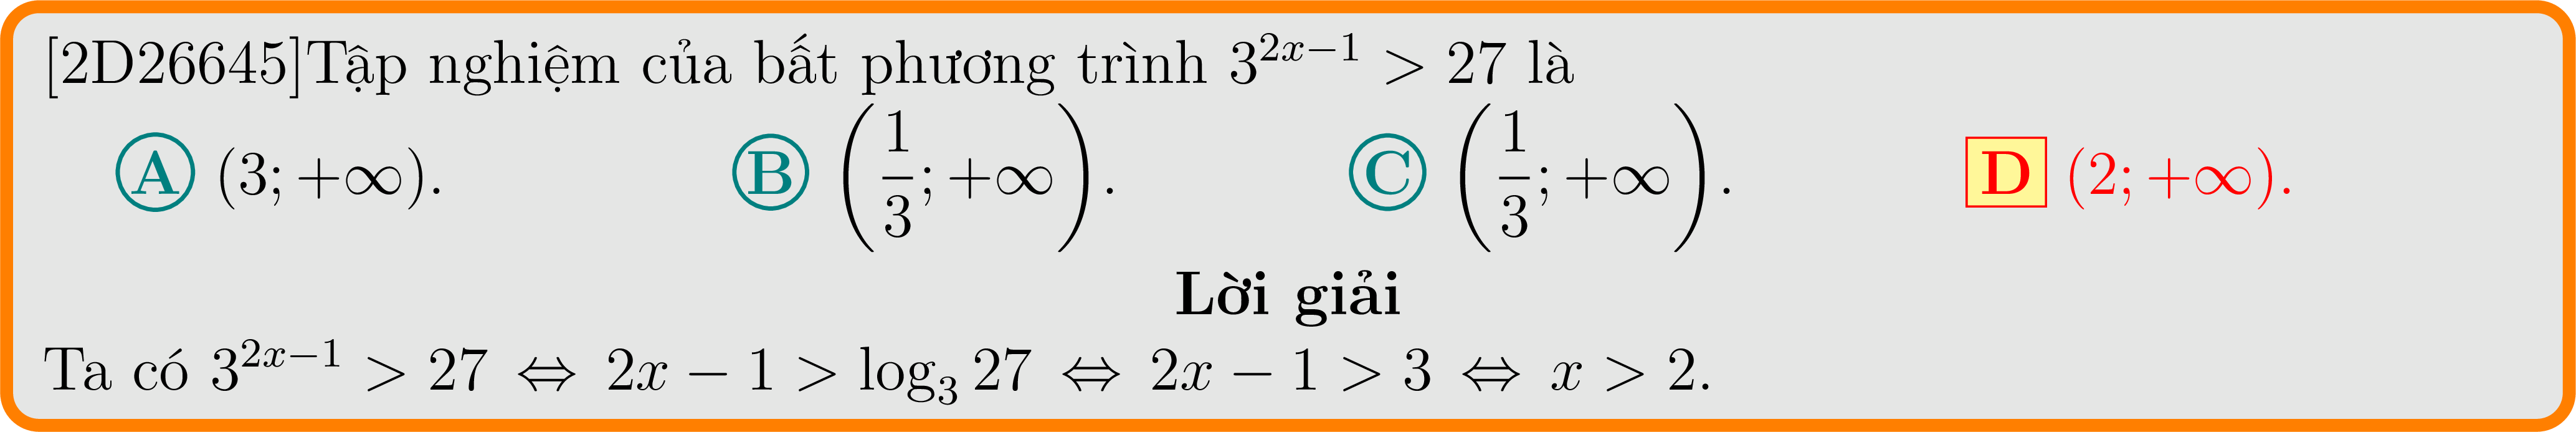 [2D26645]Tập nghiệm của bất phương trình $3^{2x-1} > 27$ là
A $(3; +\infty)$. B $\left(\dfrac{1}{3}; +\infty\right)$. C $\left(\dfrac{1}{3}; +\infty\right)$. D $(2; +\infty)$.
Lời giải
Ta có $3^{2x-1} > 27 \Leftrightarrow 2x - 1 > \log_3 27 \Leftrightarrow 2x - 1 > 3 \Leftrightarrow x > 2$.